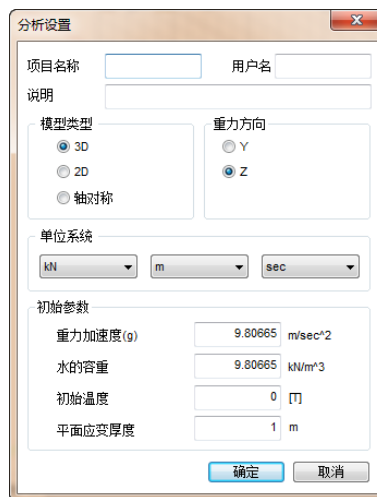 分析设置
项目名称 用户名
说明
模型类型 重力方向
3D Y
2D Z
轴对称
单位系统
kN m sec
初始参数
重力加速度(g) 9.80665 m/sec^2
水的容重 9.80665 kN/m^3
初始温度 0 [T]
平面应变厚度 1 m
确定 取消